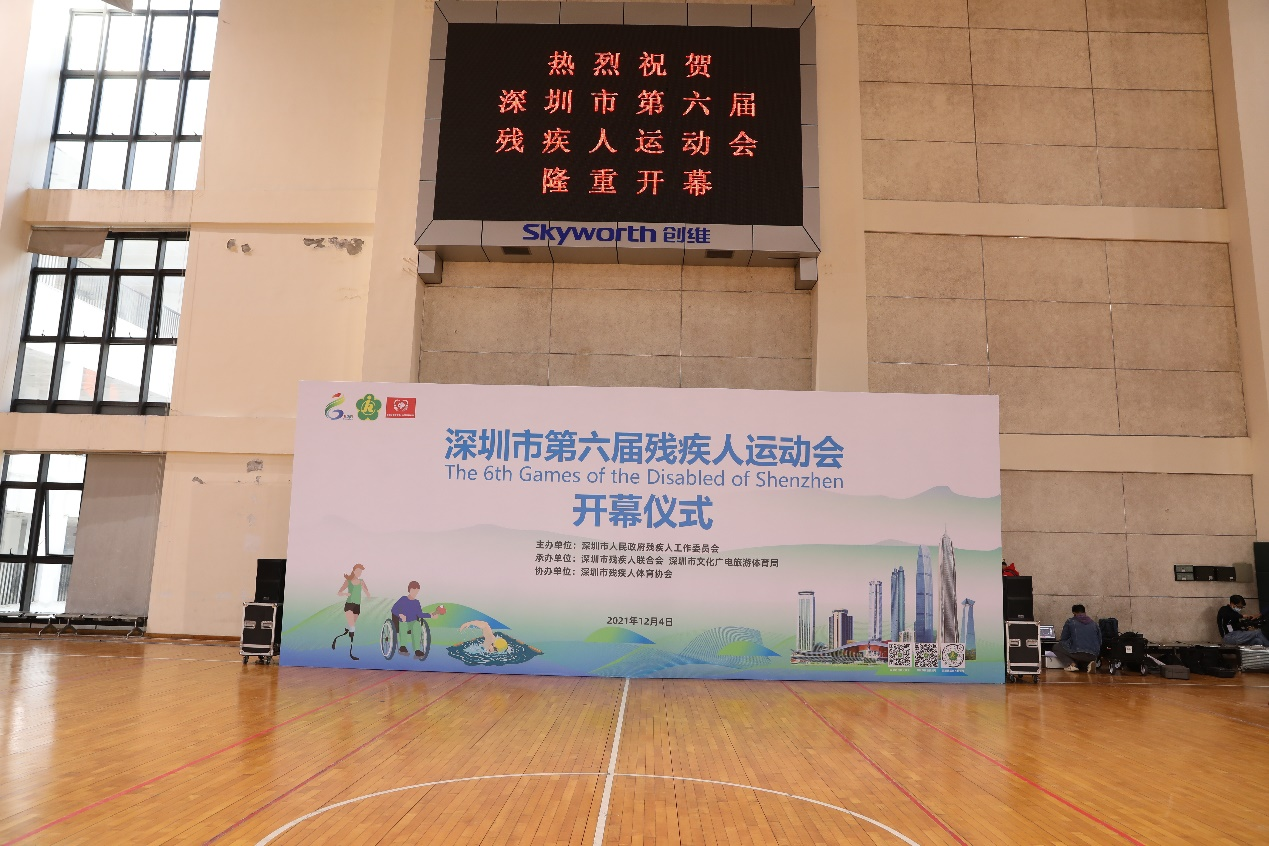 热烈祝贺
深圳市第六届
残疾人运动会
隆重开幕
Skyworth 创维
深圳市第六届残疾人运动会
The 6th Games of the Disabled of Shenzhen
开幕仪式
主办单位：深圳市人民政府残疾人工作委员会
承办单位：深圳市残疾人联合会 深圳市文化广电旅游体育局
协办单位：深圳市残疾人体育协会
2021年12月4日